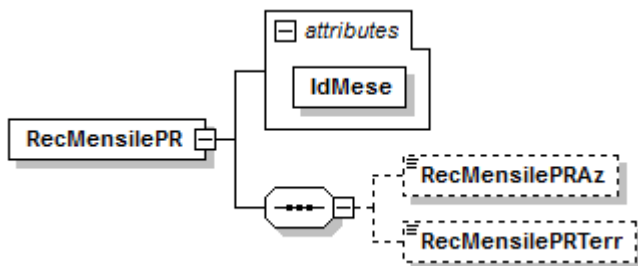 attributes
IdMese
RecMensilePR
RecMensilePRAz
RecMensilePRTerr